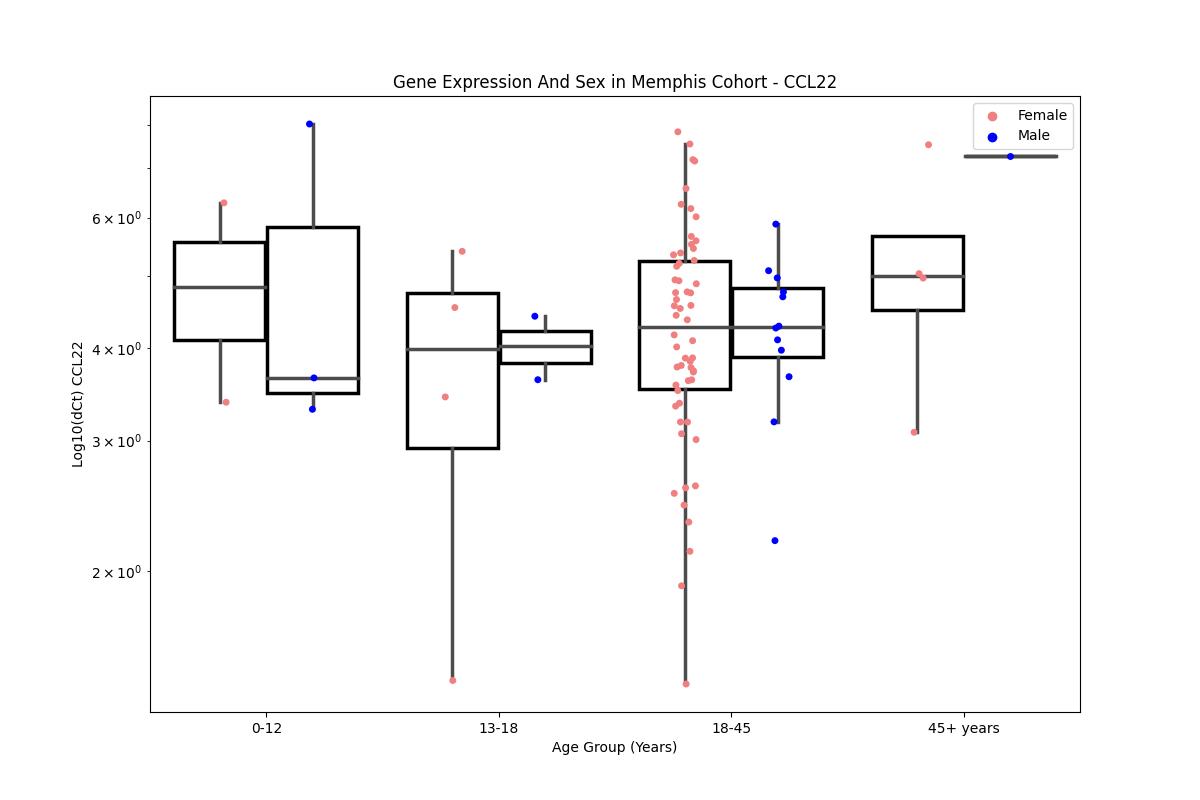 Gene Expression And Sex in Memphis Cohort - CCL22
Female
Male
Log10(dCt) CCL22
6 × 10⁰
4 × 10⁰
3 × 10⁰
2 × 10⁰
0-12
13-18
18-45
45+ years
Age Group (Years)